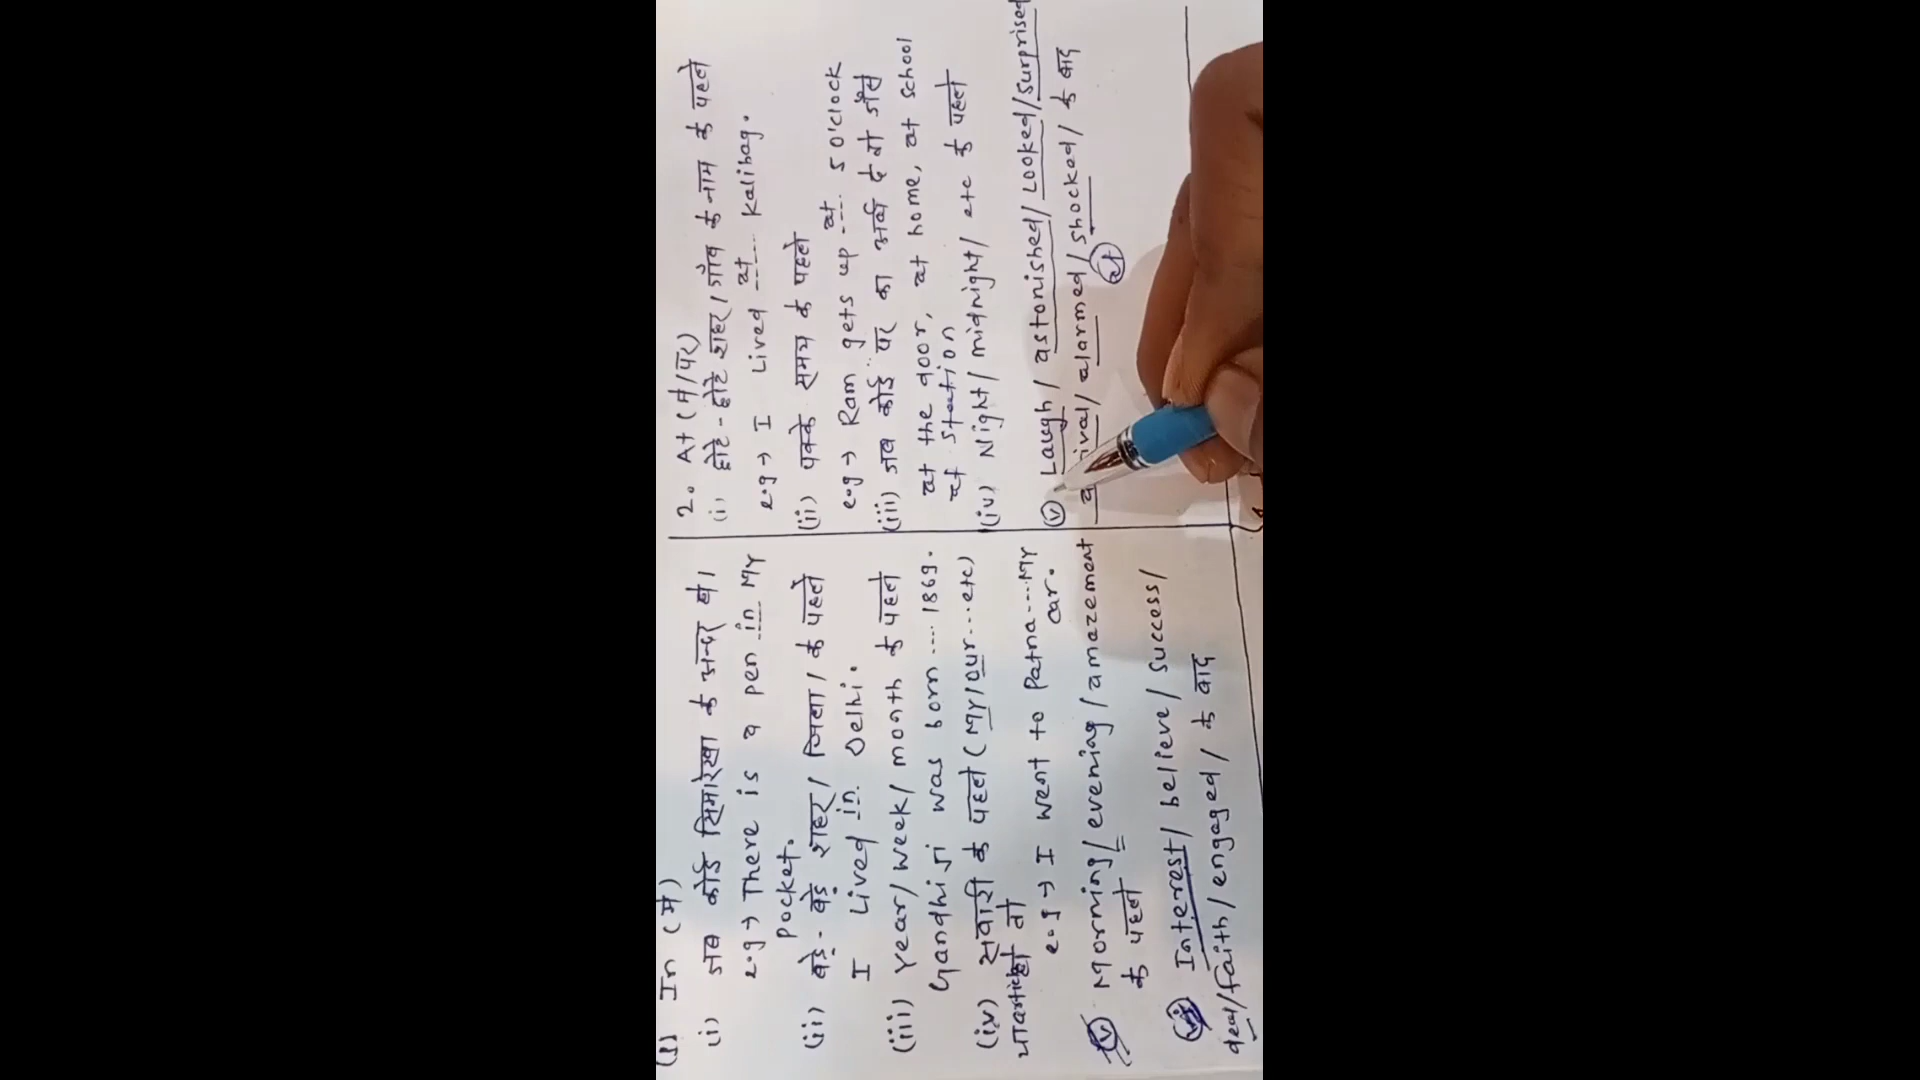 (1) In (में)
(i) जब कोई सिमारेखा के अन्दर थे।
e.g → There is a pen in My
pocket.
(ii) बड़े - बड़े शहर / जिला / के पहले
I Lived in Delhi.
(iii) Year/week/month के पहले
Gandhi ji was born .... 1869.
(iv) सवारी के पहले (My/our...etc)
हो तो
e.g → I went to Patna....My
car.
(v) Morning/evening/amazement
के पहले
(vi) Interest/believe/Success/
deal/faith/engaged/ के बाद
2. At (में/पर)
(i) छोटे - छोटे शहर / गाँव के नाम के पहले
e.g → I Lived at Kalibag.
(ii) पक्के समय के पहले
e.g → Ram gets up at 5 O'clock
(iii) जब कोई पर का अर्थ दे तो जैसे
at the door, at home, at school
at station
(iv) Night/midnight/etc के पहले
(v) Laugh/astonished/Looked/Surprised
alarmed/Shocked/ के बाद
at